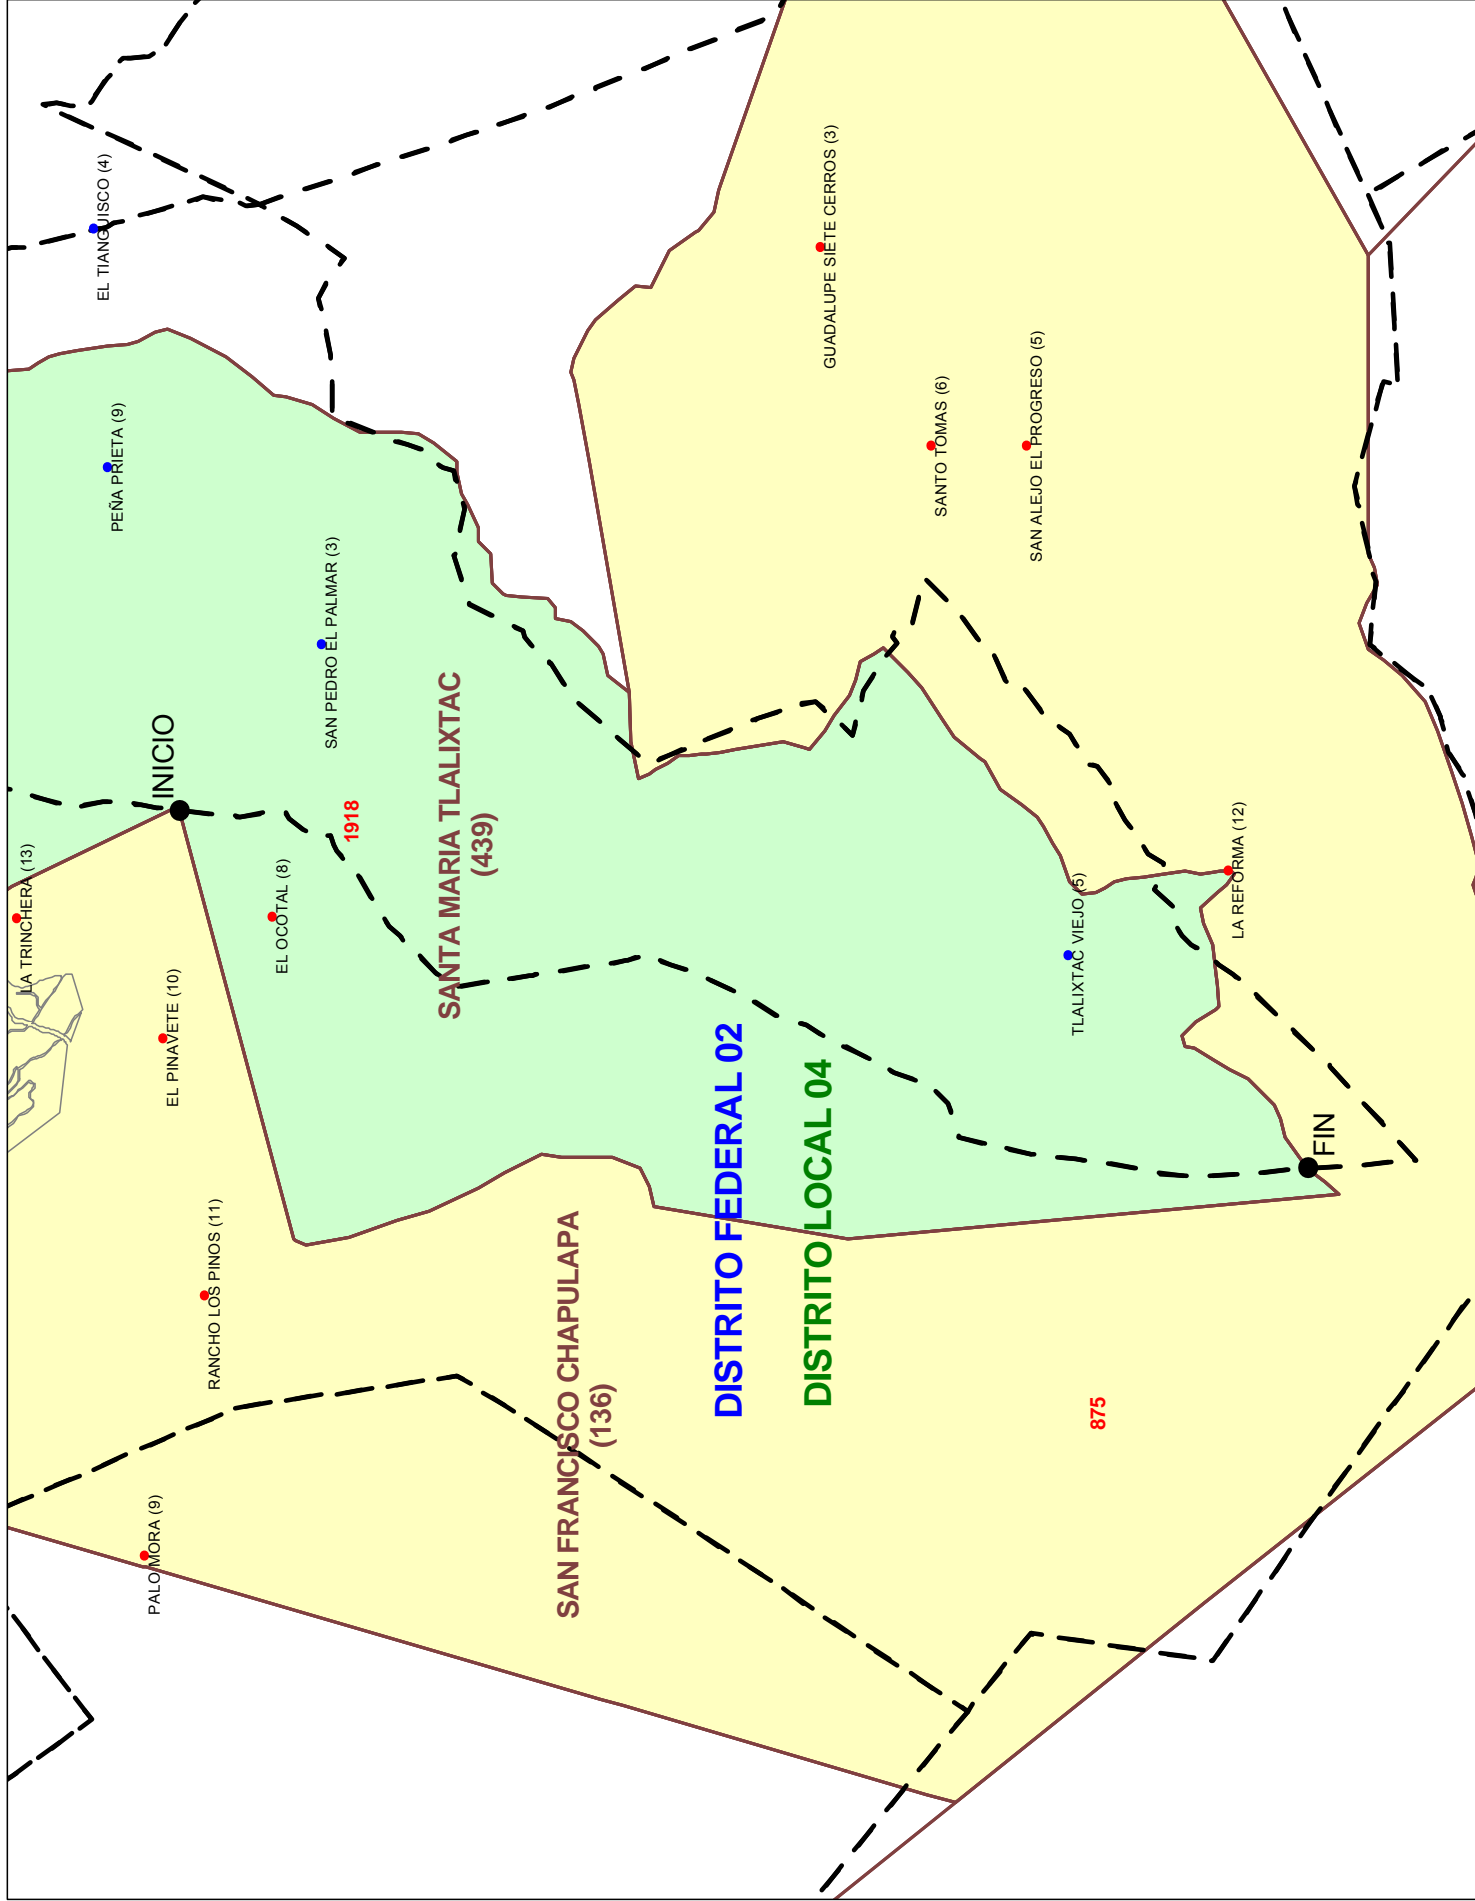 LA TRINCHERA (13)
EL TIANGUISCO (4)
PEÑA PRIETA (9)
PALO MORA (9)
INICIO
EL PINAVETE (10)
RANCHO LOS PINOS (11)
EL OCOTAL (8)
SAN PEDRO EL PALMAR (3)
1918
SANTA MARIA TLALIXTAC
(439)
SAN FRANCISCO CHAPULAPA
(136)
DISTRITO FEDERAL 02
DISTRITO LOCAL 04
GUADALUPE SIETE CERROS (3)
SANTO TOMAS (6)
SAN ALEJO EL PROGRESO (5)
TLALIXTAC VIEJO (5)
875
LA REFORMA (12)
FIN